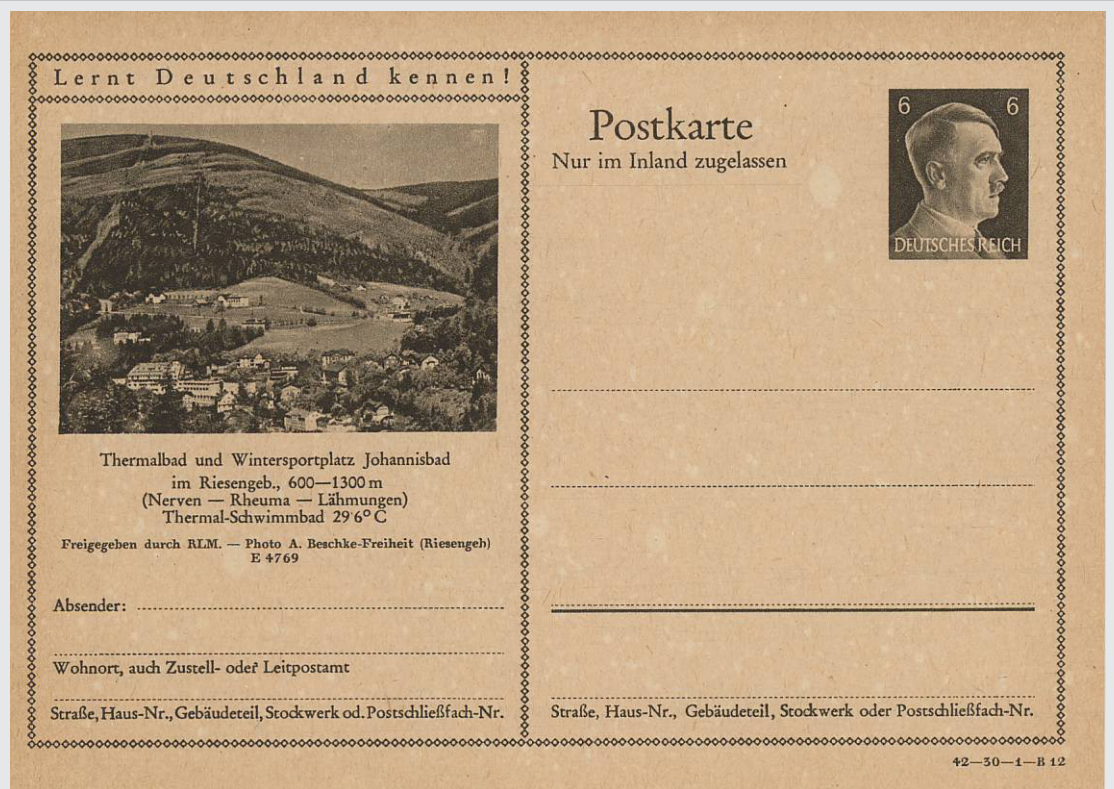 Lernt Deutschland kennen!
Thermalbad und Wintersportplatz Johannisbad
im Riesengeb., 600—1300 m
(Nerven — Rheuma — Lähmungen)
Thermal-Schwimmbad 29·6° C
Freigegeben durch RLM. — Photo A. Beschke-Freiheit (Riesengeh)
E 4769
Absender:
Wohnort, auch Zustell- oder Leitpostamt
Straße, Haus-Nr., Gebäudeteil, Stockwerk od. Postschließfach-Nr.
Postkarte
Nur im Inland zugelassen
6 6
DEUTSCHES REICH
Straße, Haus-Nr., Gebäudeteil, Stockwerk oder Postschließfach-Nr.
42—30—1—B 12